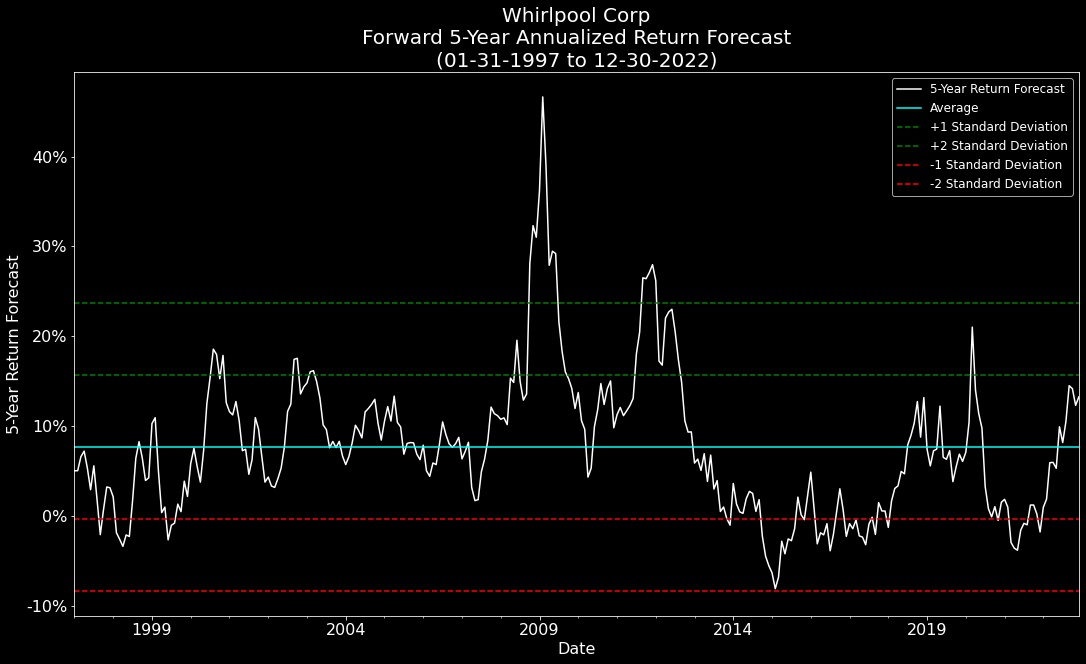 Whirlpool Corp
Forward 5-Year Annualized Return Forecast
(01-31-1997 to 12-30-2022)
5-Year Return Forecast
Average
+1 Standard Deviation
+2 Standard Deviation
-1 Standard Deviation
-2 Standard Deviation
5-Year Return Forecast
40%
30%
20%
10%
0%
-10%
1999
2004
2009
2014
2019
Date